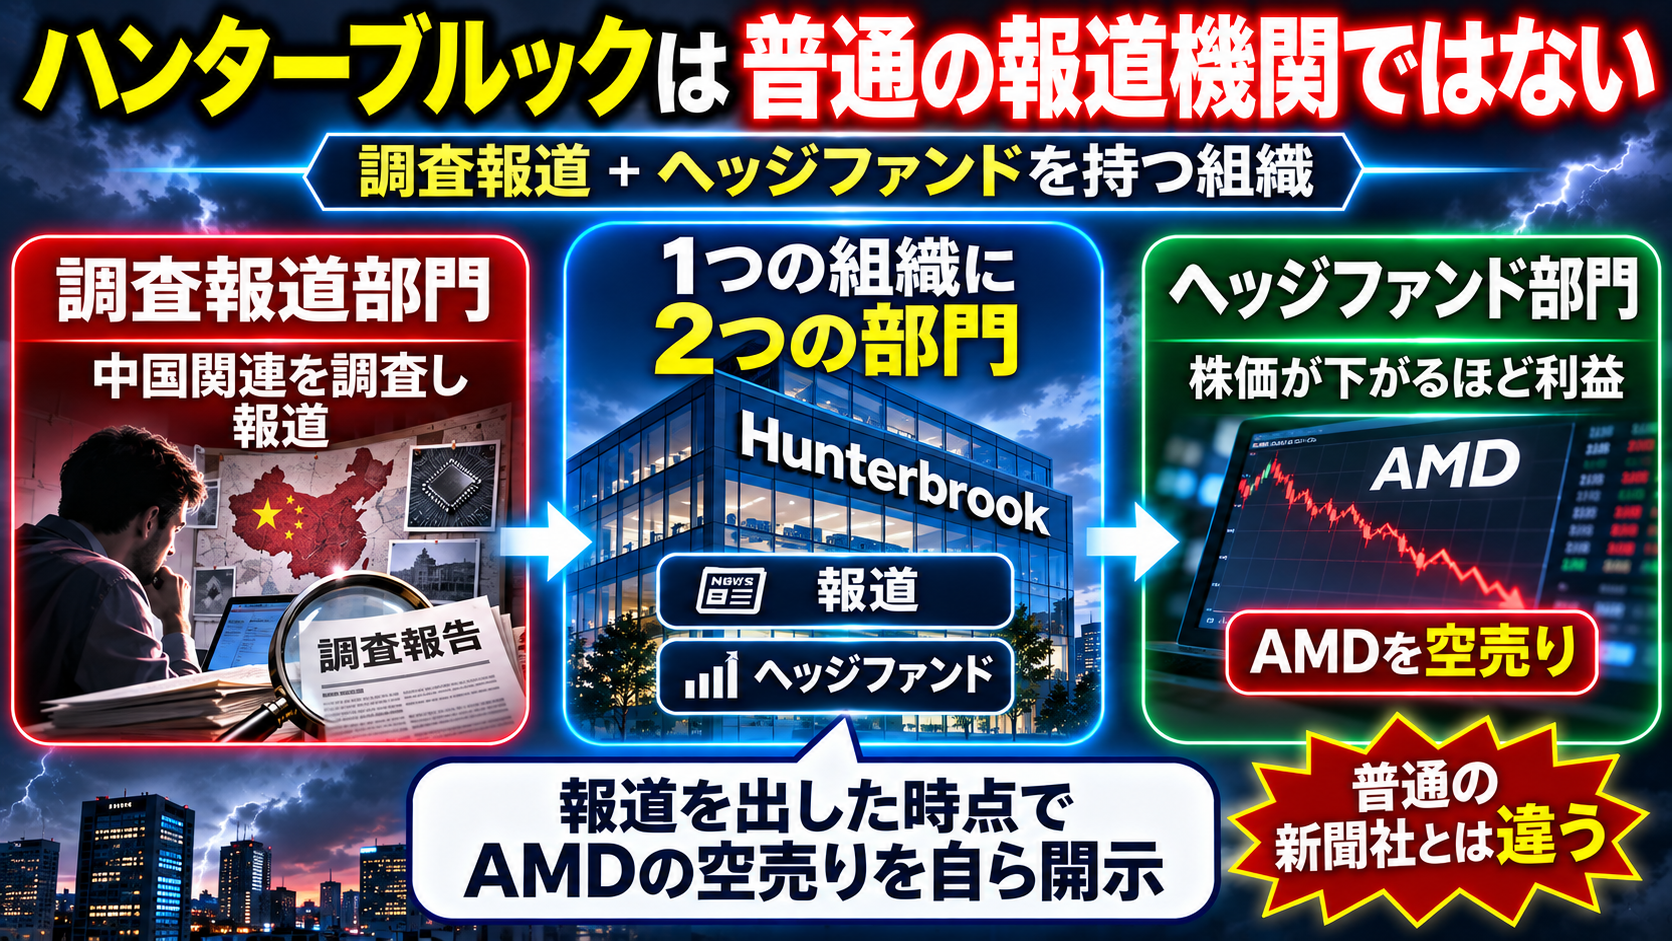 ハンターブルックは普通の報道機関ではない
調査報道 + ヘッジファンドを持つ組織
調査報道部門
中国関連を調査し
報道
調査報告
1つの組織に
2つの部門
Hunterbrook
NEWS
報道
ヘッジファンド
ヘッジファンド部門
株価が下がるほど利益
AMD
AMDを空売り
報道を出した時点で
AMDの空売りを自ら開示
普通の
新聞社とは違う